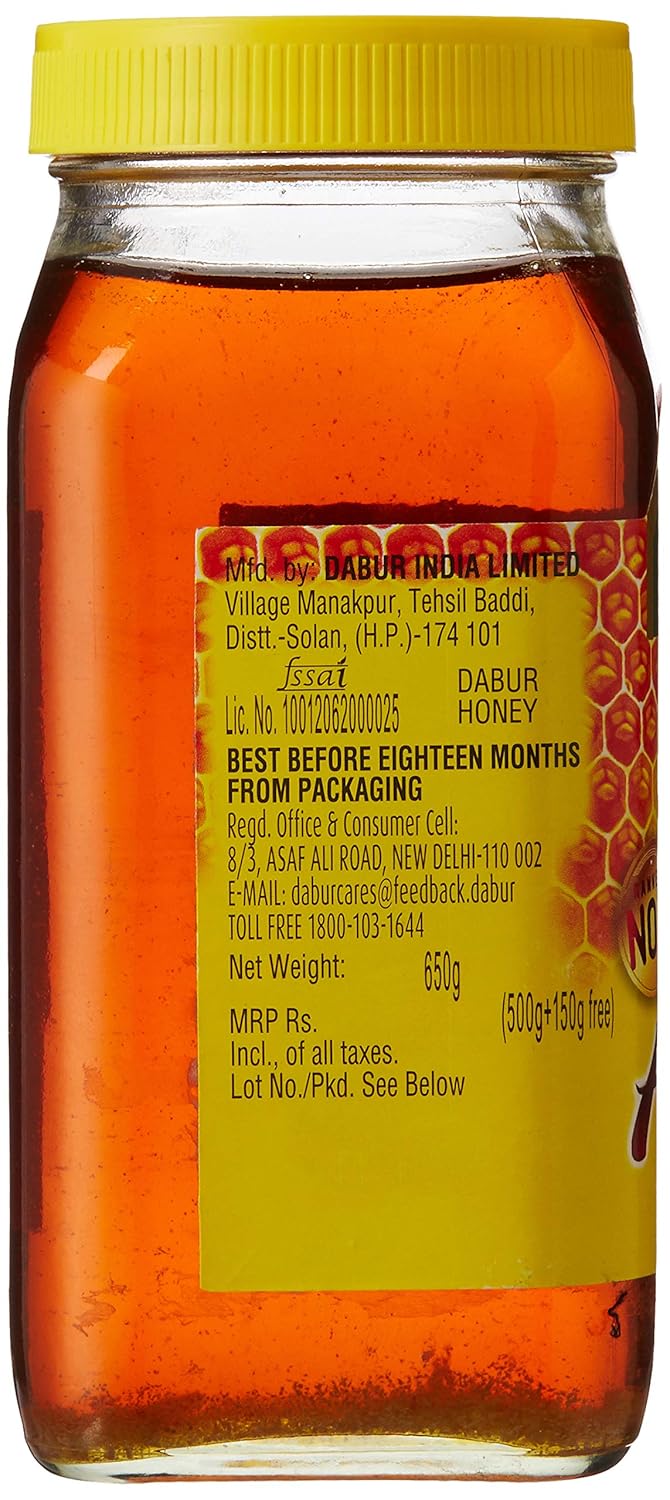 Mfd. by: DABUR INDIA LIMITED
Village Manakpur, Tehsil Baddi,
Distt.-Solan, (H.P.)-174 101
fssai
Lic. No. 10012062000025
DABUR
HONEY
BEST BEFORE EIGHTEEN MONTHS
FROM PACKAGING
Regd. Office & Consumer Cell:
8/3, ASAF ALI ROAD, NEW DELHI-110 002
E-MAIL: daburcares@feedback.dabur
TOLL FREE 1800-103-1644
Net Weight: 650g
(500g+150g free)
MRP Rs.
Incl., of all taxes.
Lot No./Pkd. See Below